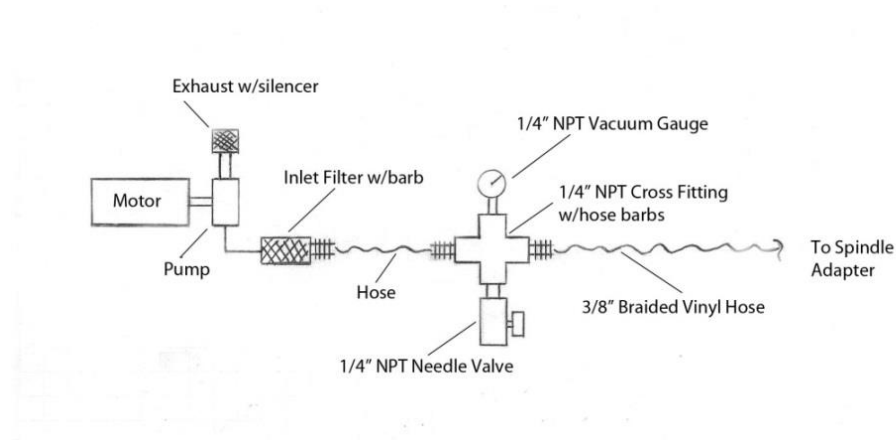 Exhaust w/silencer
1/4” NPT Vacuum Gauge
Inlet Filter w/barb
1/4” NPT Cross Fitting
w/hose barbs
Motor
Pump
Hose
To Spindle
Adapter
3/8” Braided Vinyl Hose
1/4” NPT Needle Valve